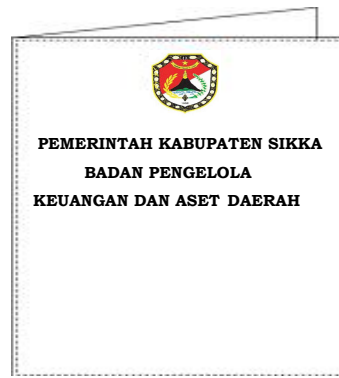 PEMERINTAH KABUPATEN SIKKA
BADAN PENGELOLA
KEUANGAN DAN ASET DAERAH